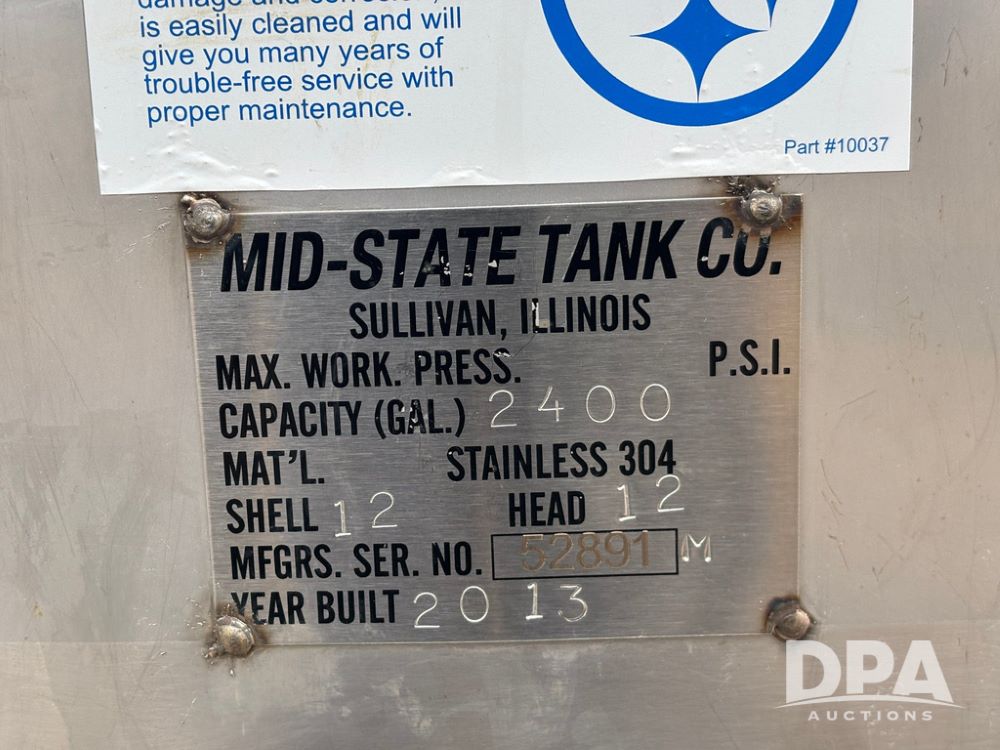 is easily cleaned and will
give you many years of
trouble-free service with
proper maintenance.
Part #10037
MID-STATE TANK CO.
SULLIVAN, ILLINOIS
MAX. WORK. PRESS. P.S.I.
CAPACITY (GAL.) 2400
MAT'L. STAINLESS 304
SHELL 12 HEAD 12
MFGRS. SER. NO. 52891 M
YEAR BUILT 2013
DPA
AUCTIONS